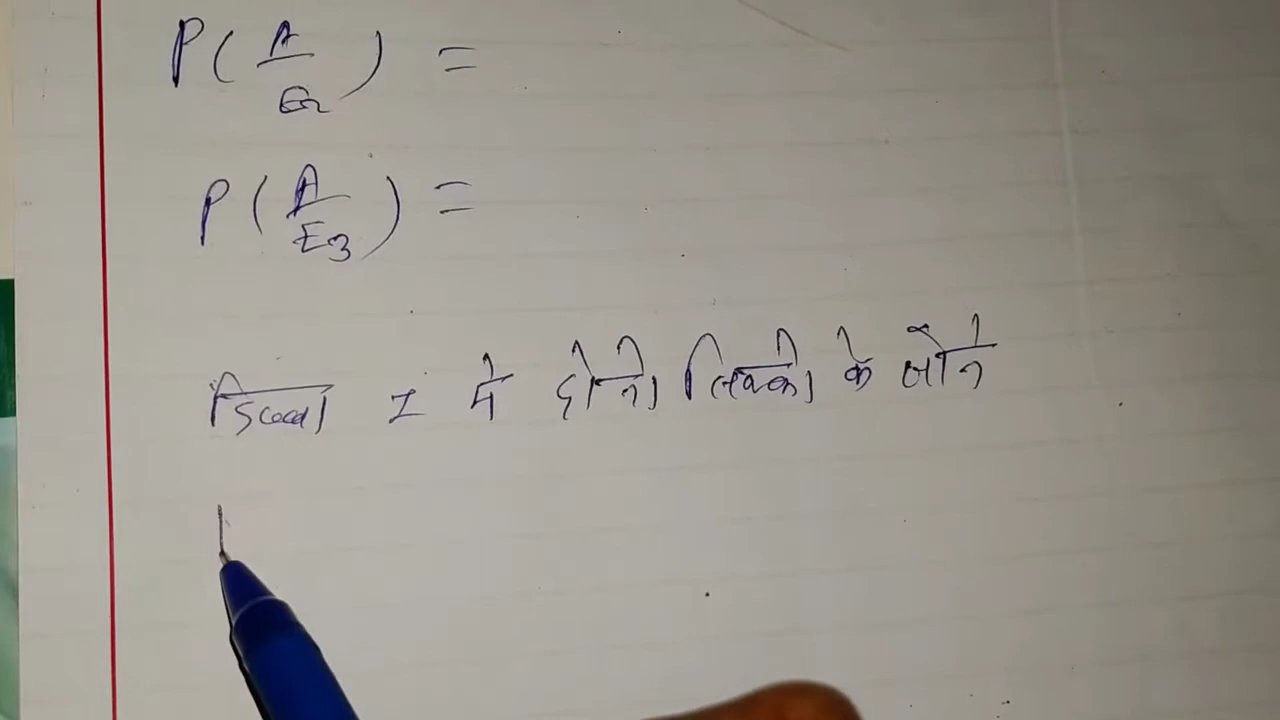 P(A/E2) =
P(A/E3) =
डिब्बा I में दोनों सिक्कों के सोने